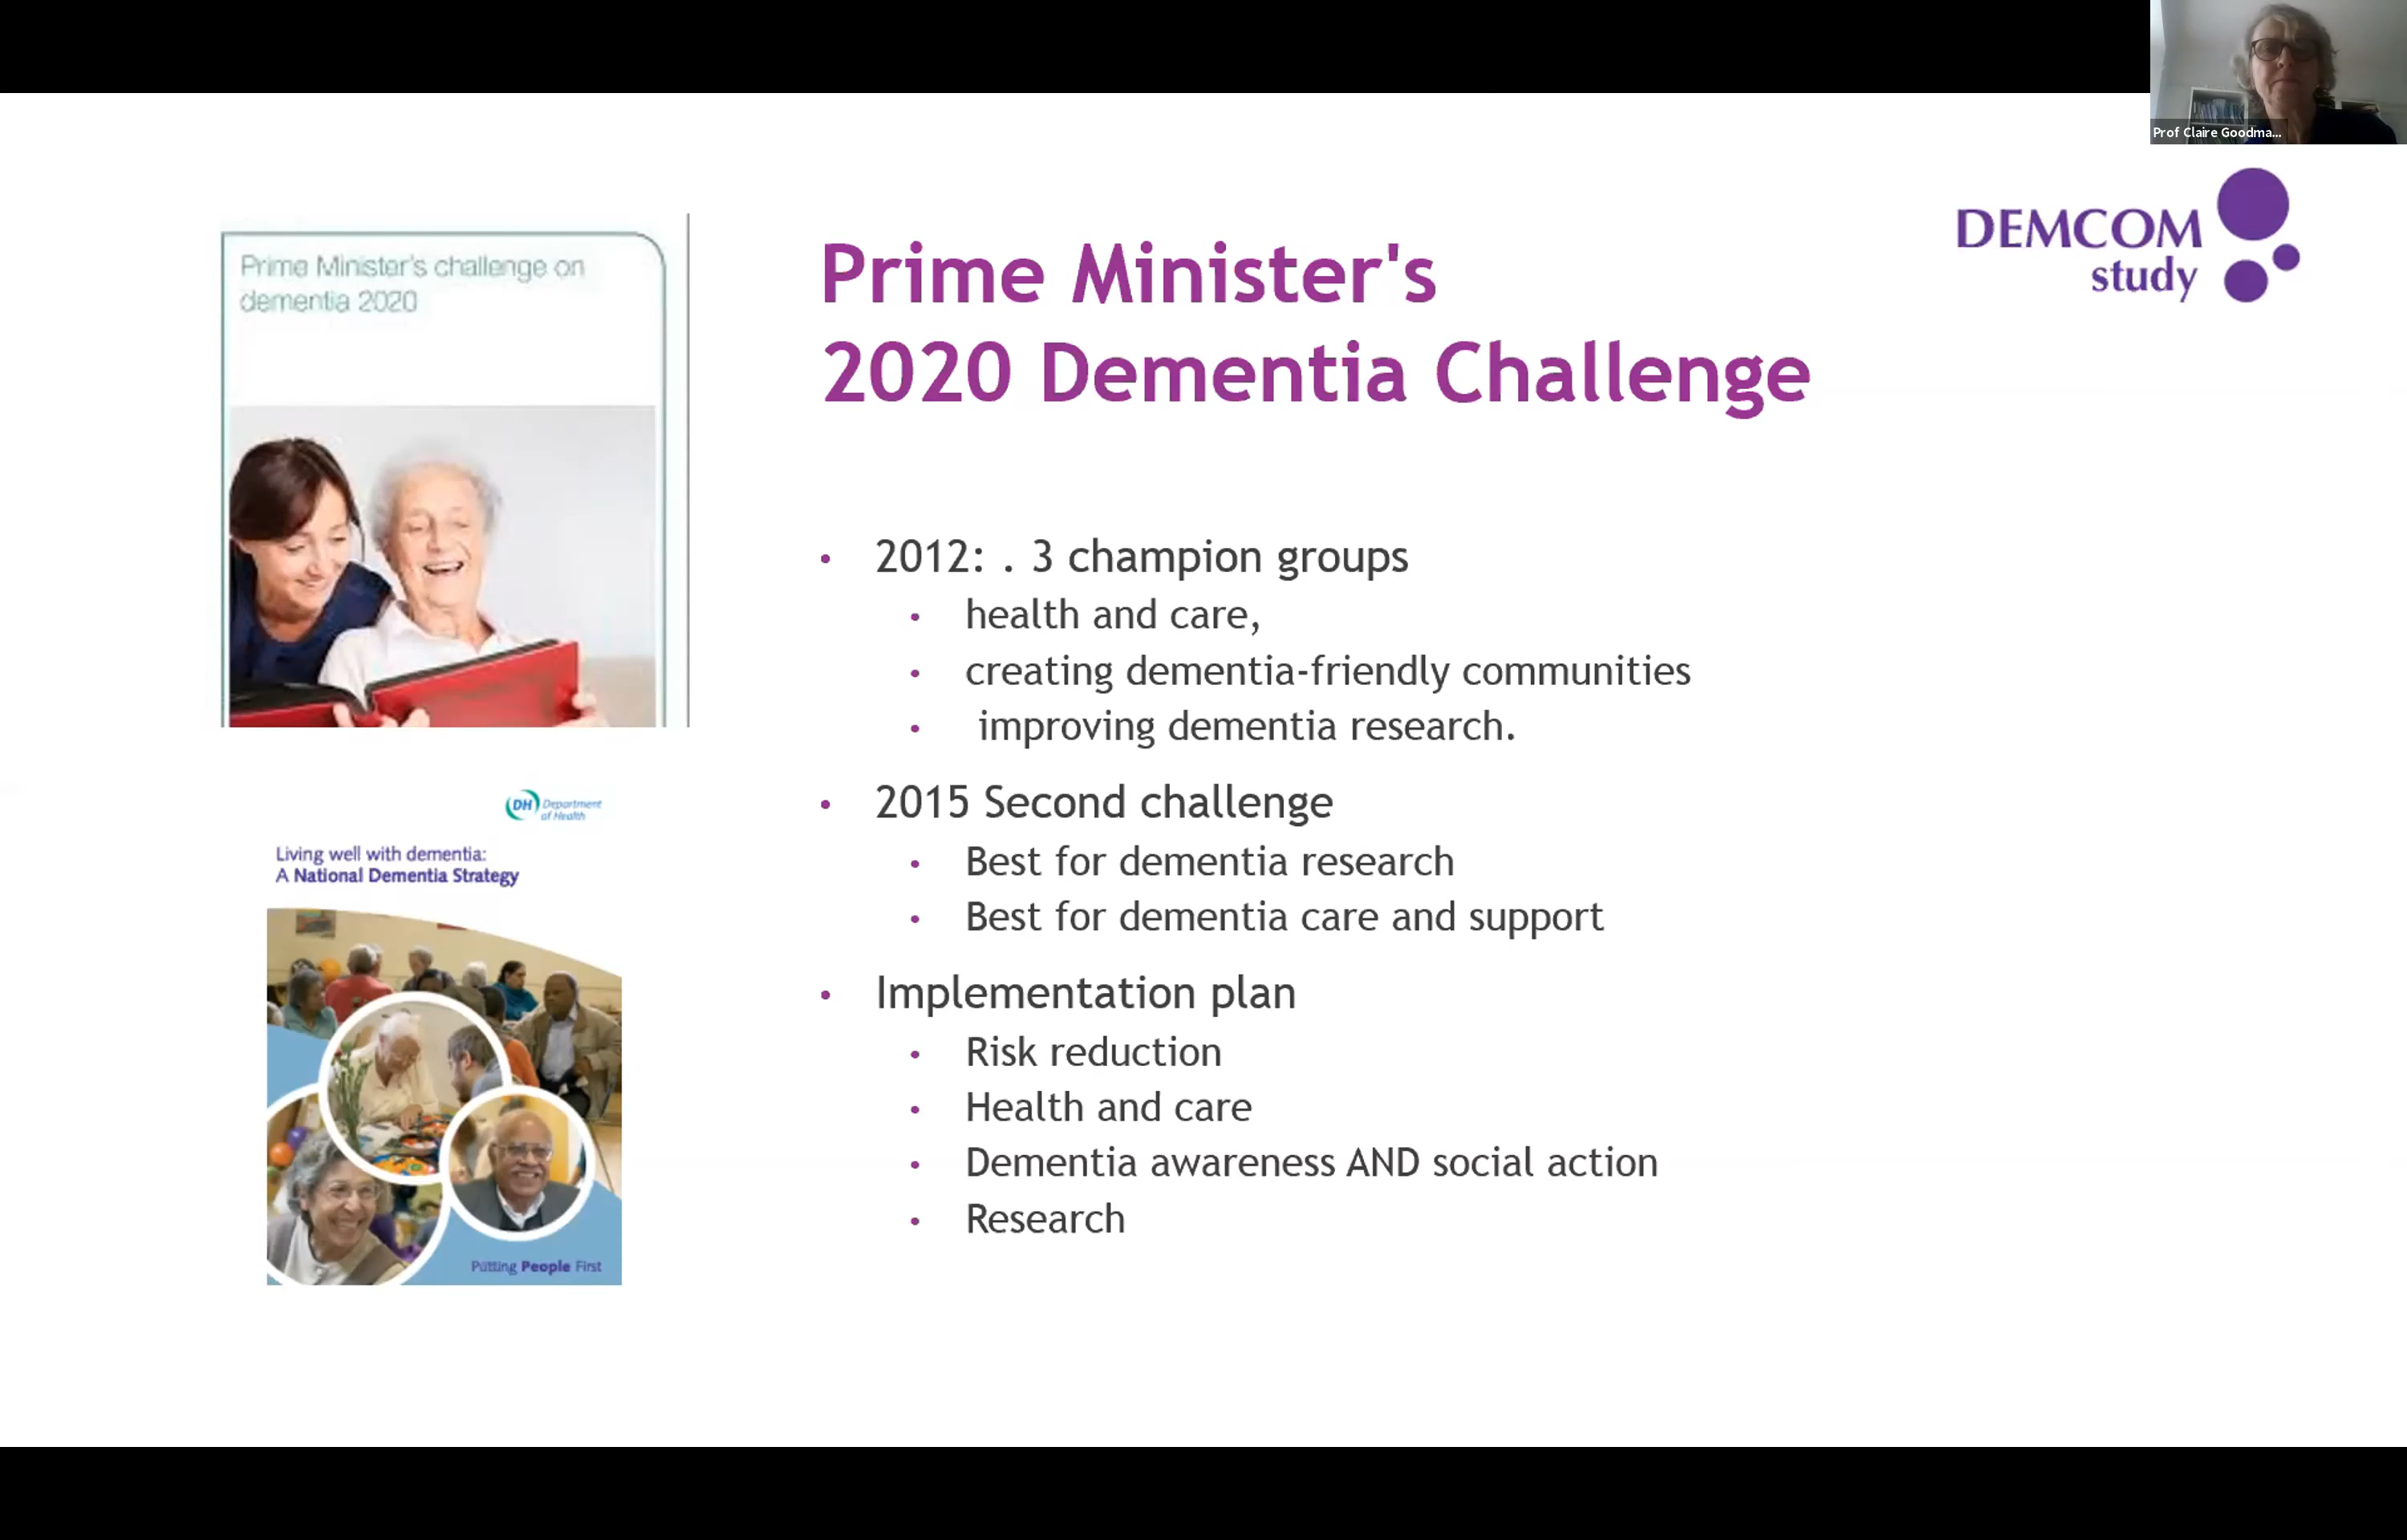 Prof Claire Goodma...
DEMCOM
study
Prime Minister's challenge on
dementia 2020
Prime Minister's
2020 Dementia Challenge
• 2012: . 3 champion groups
• health and care,
• creating dementia-friendly communities
• improving dementia research.
• 2015 Second challenge
• Best for dementia research
• Best for dementia care and support
• Implementation plan
• Risk reduction
• Health and care
• Dementia awareness AND social action
• Research
DH Department
of Health
Living well with dementia:
A National Dementia Strategy
Putting People First